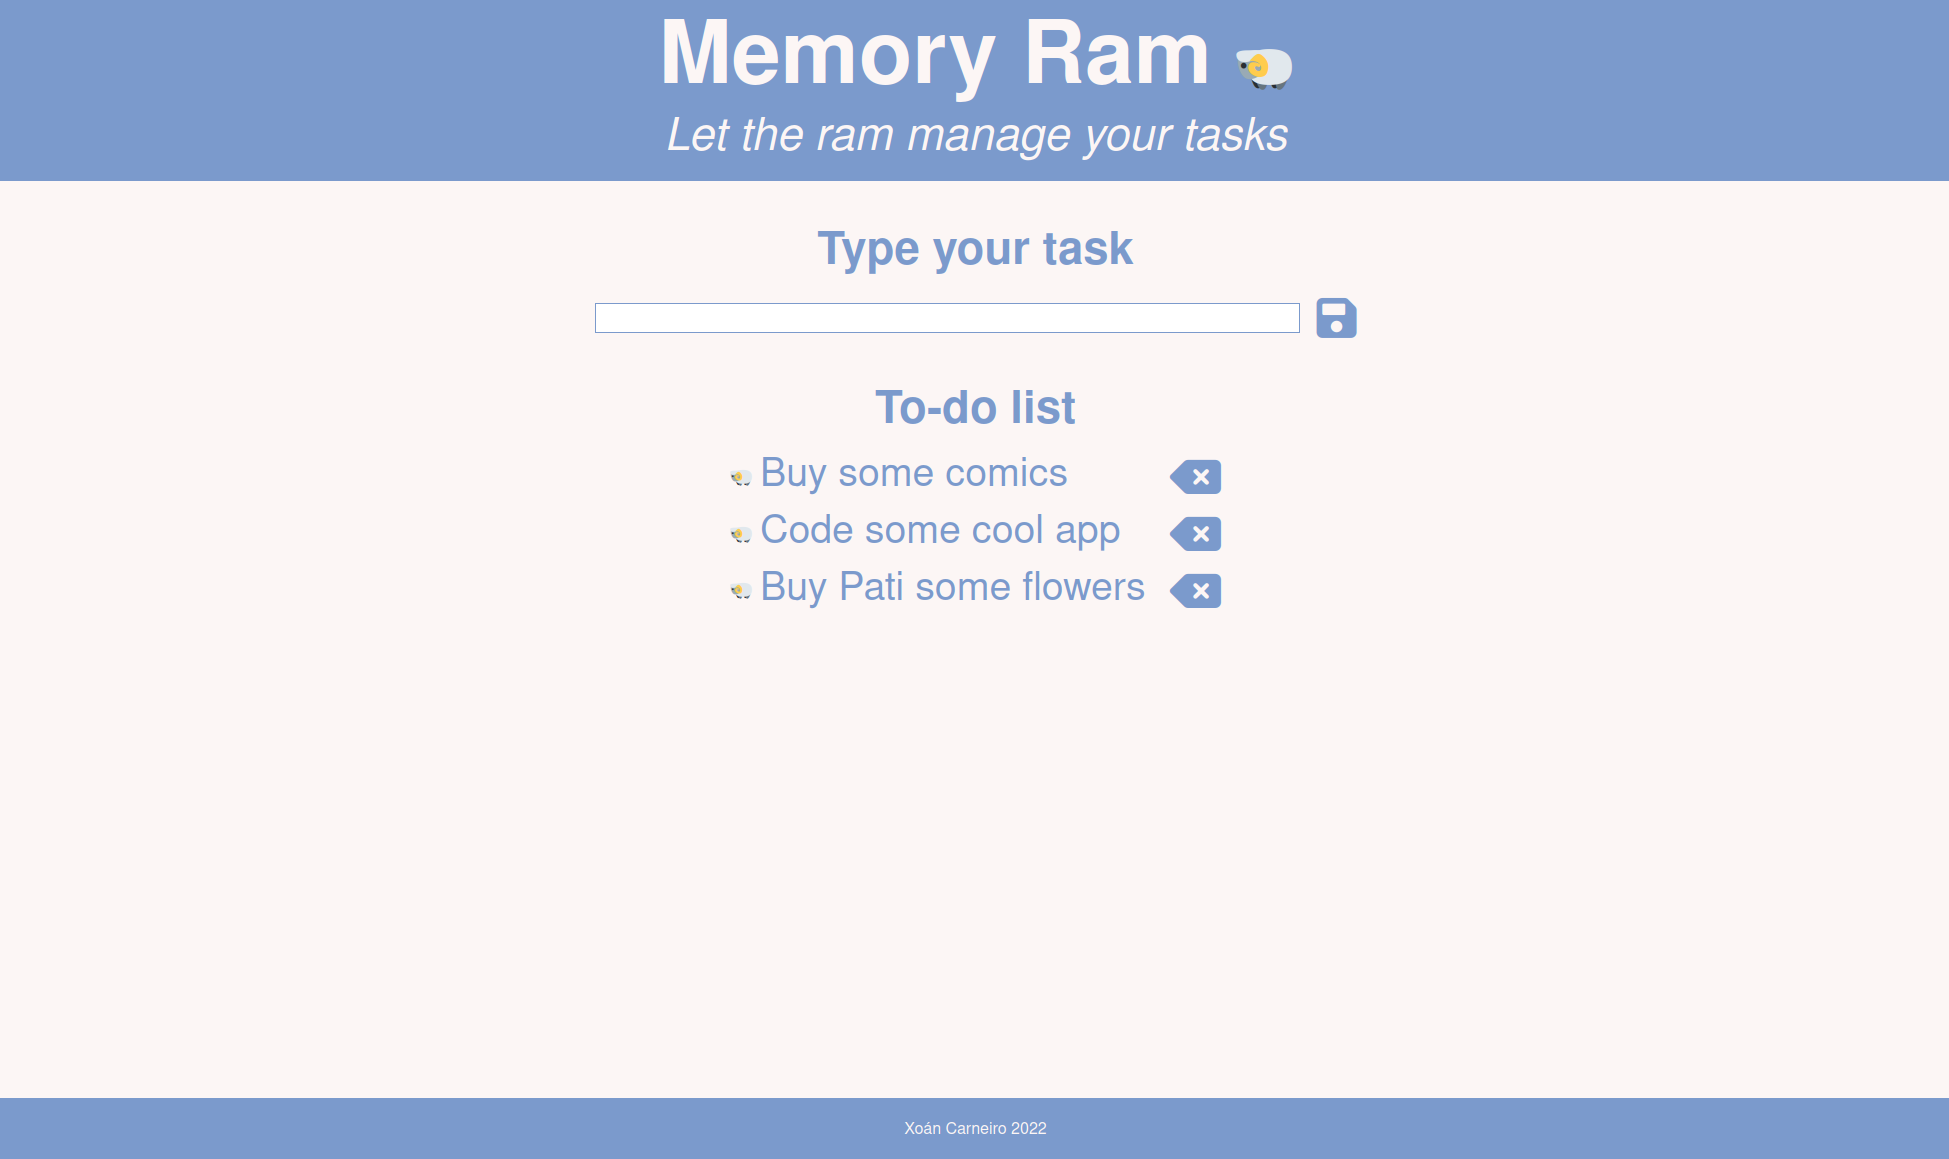 Memory Ram
Let the ram manage your tasks
Type your task
To-do list
Buy some comics
Code some cool app
Buy Pati some flowers
Xoán Carneiro 2022